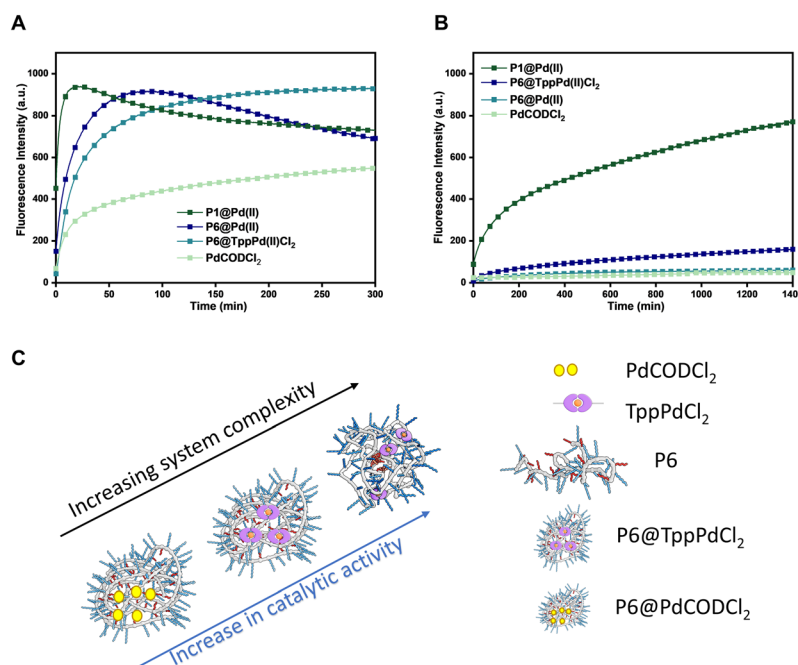 A
Fluorescence Intensity (a.u.)
1000
800
600
400
200
0
P1@Pd(II)
P6@Pd(II)
P6@TppPd(II)Cl₂
PdCODCl₂
0 50 100 150 200 250 300
Time (min)
B
Fluorescence Intensity (a.u.)
1000
800
600
400
200
0
P1@Pd(II)
P6@TppPd(II)Cl₂
P6@Pd(II)
PdCODCl₂
0 200 400 600 800 1000 1200 140
Time (min)
C
Increasing system complexity
Increase in catalytic activity
PdCODCl₂
TppPdCl₂
P6
P6@TppPdCl₂
P6@PdCODCl₂